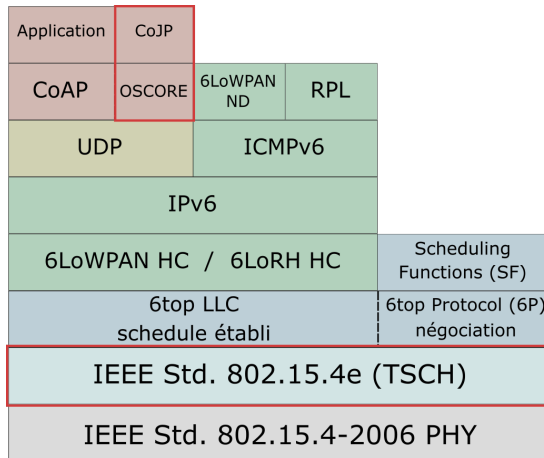 Application
CoJP
CoAP
OSCORE
6LoWPAN
ND
RPL
UDP
ICMPv6
IPv6
6LoWPAN HC / 6LoRH HC
Scheduling
Functions (SF)
6top LLC
schedule établi
6top Protocol (6P)
négociation
IEEE Std. 802.15.4e (TSCH)
IEEE Std. 802.15.4-2006 PHY